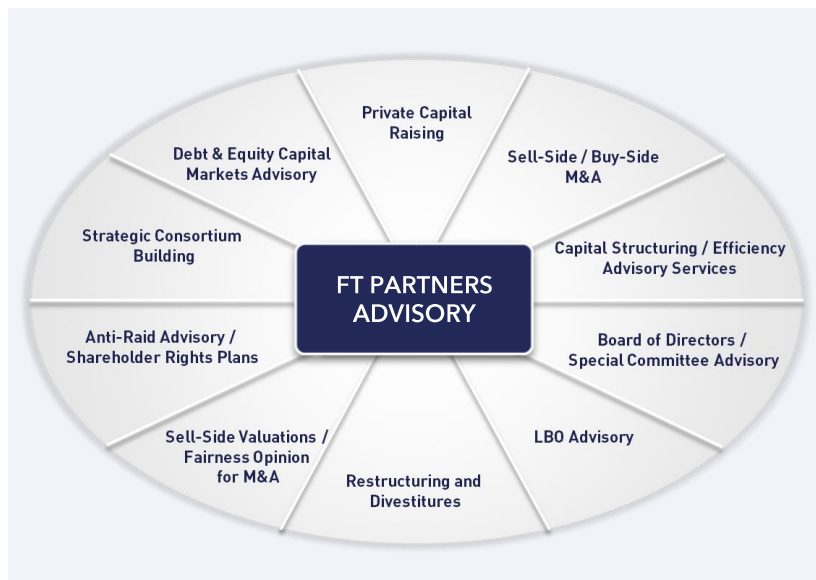 Private Capital
Raising
Sell-Side / Buy-Side
M&A
Capital Structuring / Efficiency
Advisory Services
Board of Directors /
Special Committee Advisory
LBO Advisory
Restructuring and
Divestitures
Sell-Side Valuations /
Fairness Opinion
for M&A
Anti-Raid Advisory /
Shareholder Rights Plans
Strategic Consortium
Building
Debt & Equity Capital
Markets Advisory
FT PARTNERS
ADVISORY